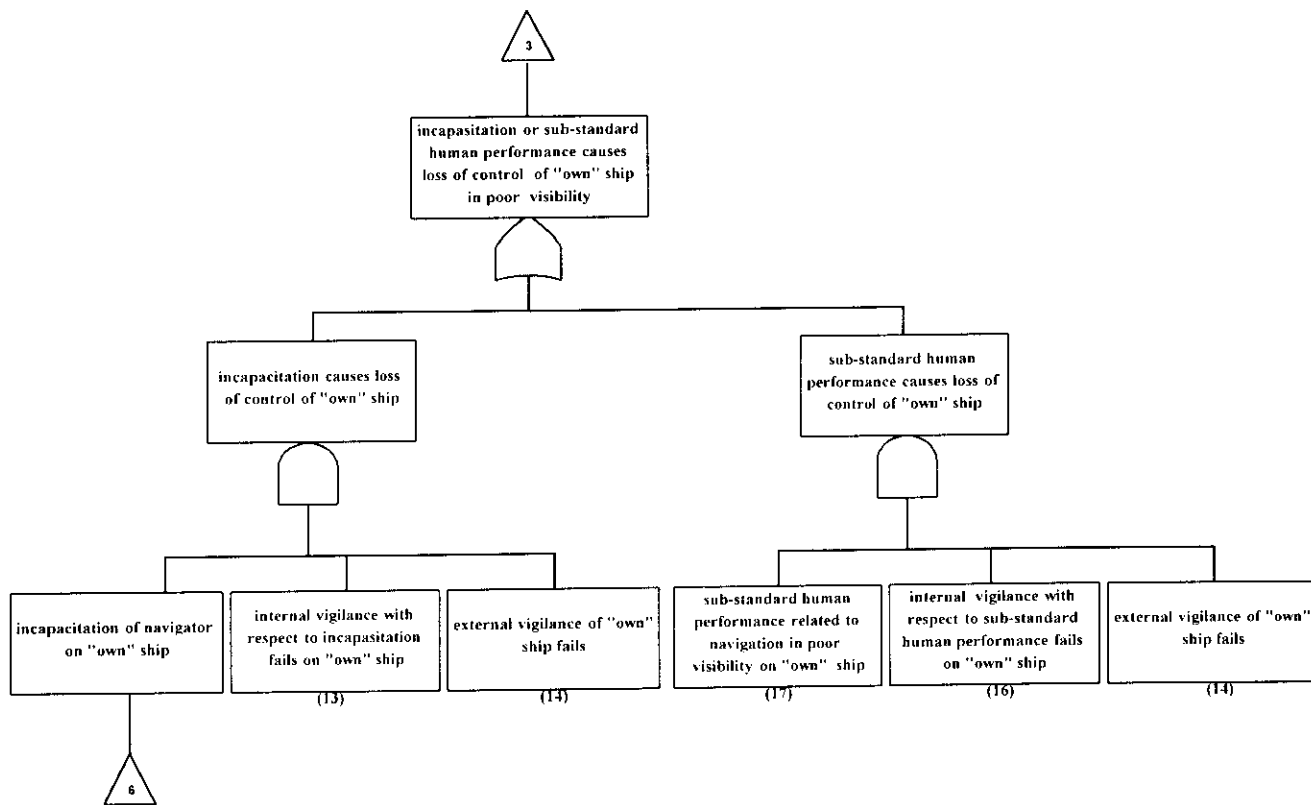 3
incapasitation or sub-standard
human performance causes
loss of control of "own" ship
in poor visibility
incapacitation causes loss
of control of "own" ship
sub-standard human
performance causes loss of
control of "own" ship
incapacitation of navigator
on "own" ship
internal vigilance with
respect to incapasitation
fails on "own" ship
(13)
external vigilance of "own"
ship fails
(14)
sub-standard human
performance related to
navigation in poor
visibility on "own" ship
(17)
internal vigilance with
respect to sub-standard
human performance fails
on "own" ship
(16)
external vigilance of "own"
ship fails
(14)
6